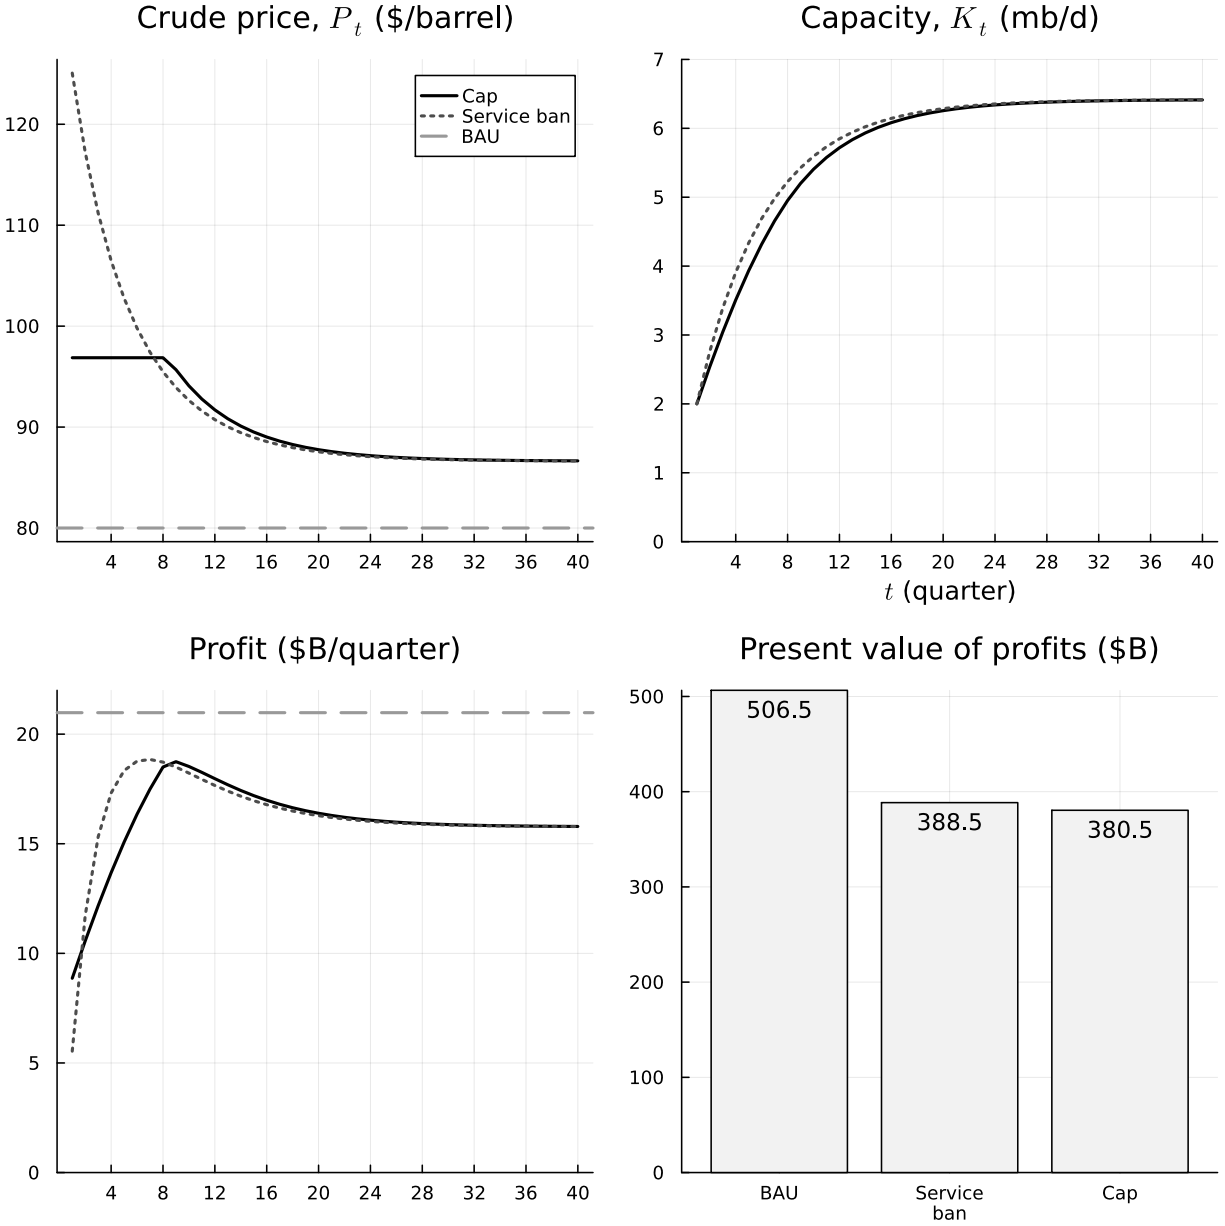 Crude price, P_t ($/barrel)
120
110
100
90
80
4 8 12 16 20 24 28 32 36 40
Cap
Service ban
BAU
Capacity, K_t (mb/d)
7
6
5
4
3
2
1
0
4 8 12 16 20 24 28 32 36 40
t (quarter)
Profit ($B/quarter)
20
15
10
5
0
4 8 12 16 20 24 28 32 36 40
Present value of profits ($B)
500
400
300
200
100
0
506.5
388.5
380.5
BAU
Service
ban
Cap